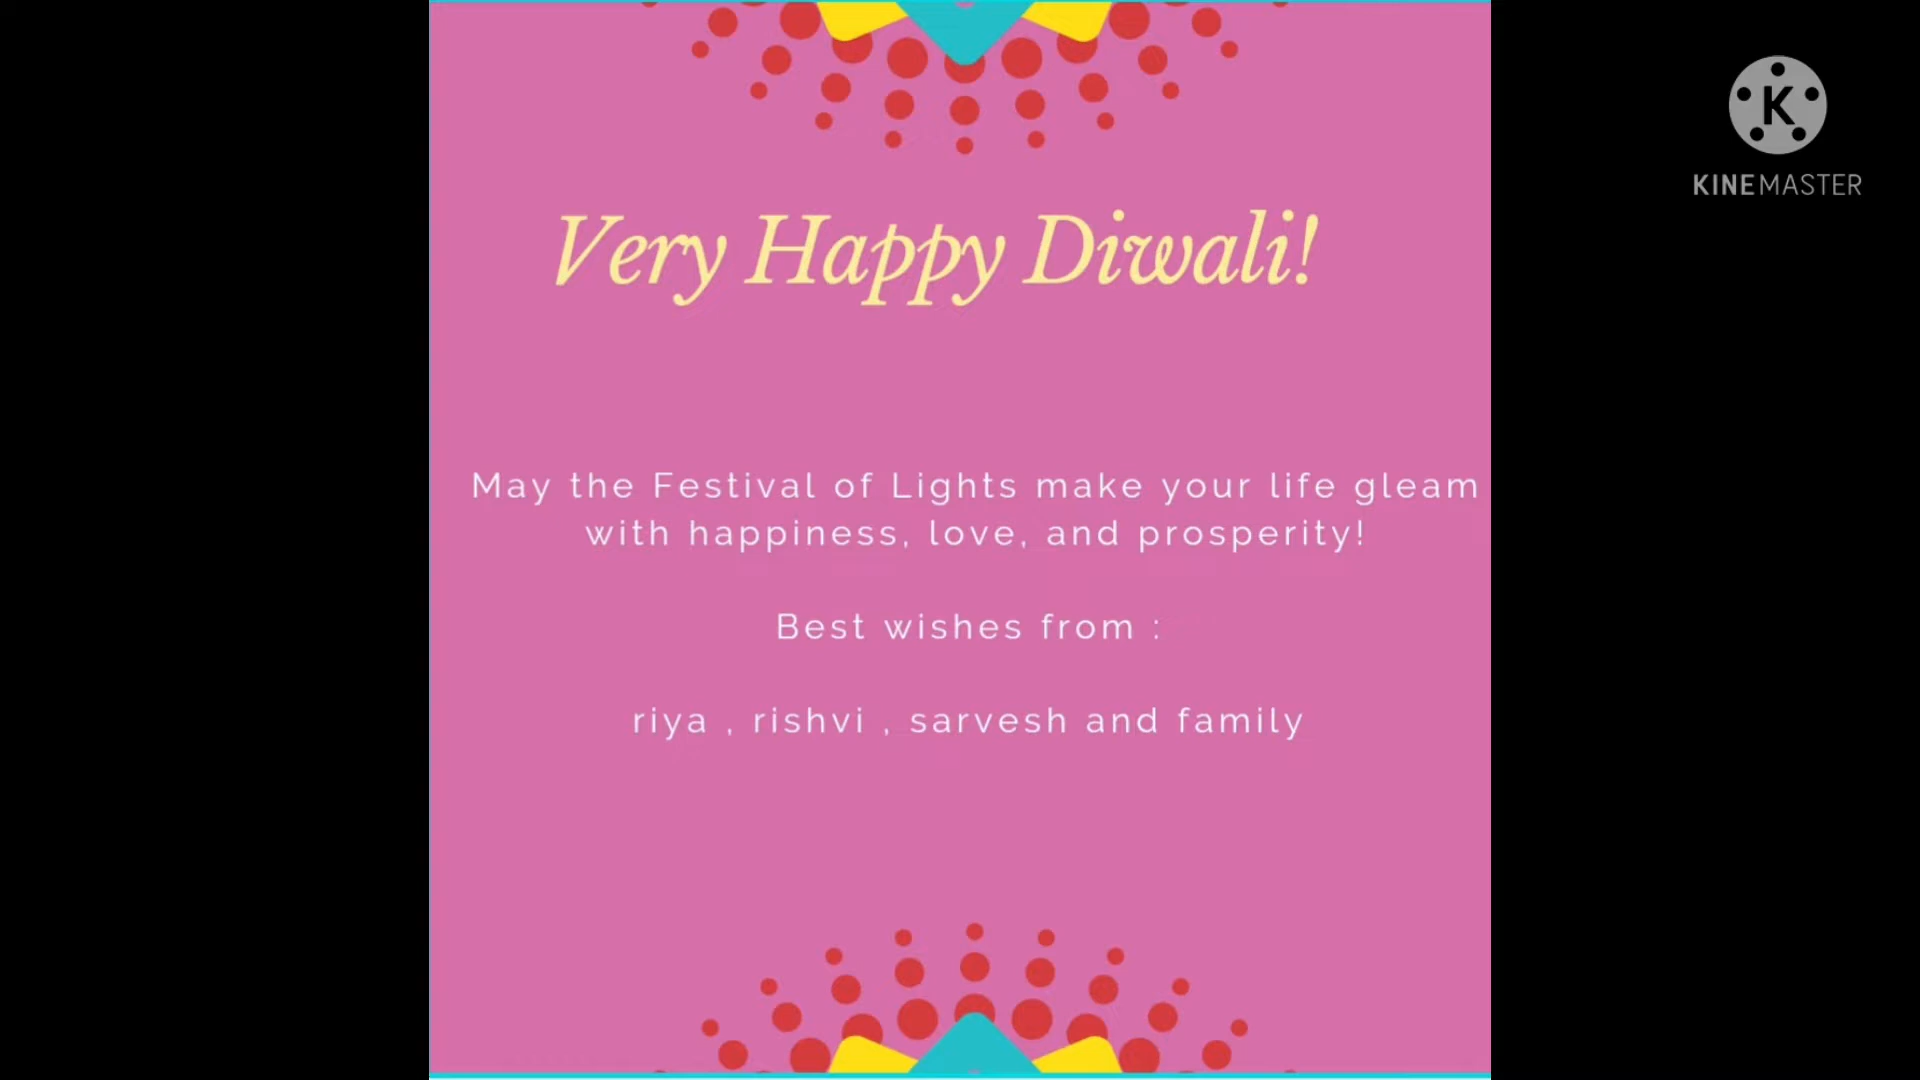 Very Happy Diwali!
May the Festival of Lights make your life gleam
with happiness, love, and prosperity!
Best wishes from :
riya , rishvi , sarvesh and family
K
KINEMASTER